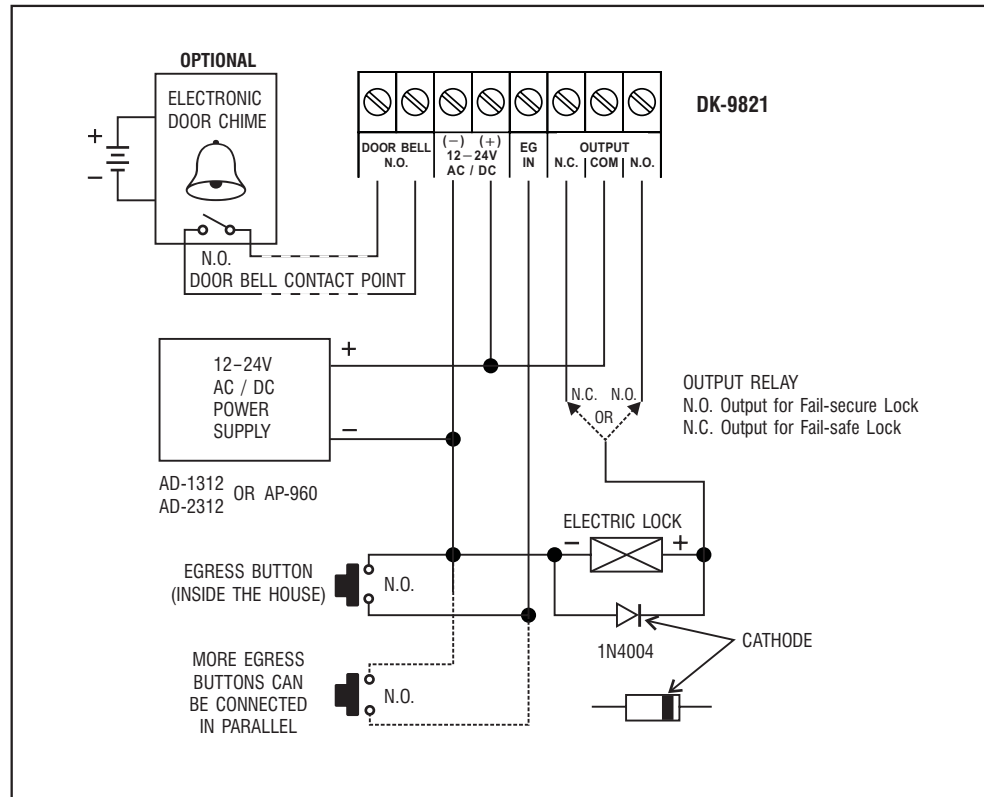 OPTIONAL
ELECTRONIC
DOOR CHIME
+
−
N.O.
DOOR BELL CONTACT POINT
DK-9821
DOOR BELL
N.O.
(−) (+)
12−24V
AC / DC
EG
IN
OUTPUT
N.C. COM N.O.
12−24V
AC / DC
POWER
SUPPLY
+
−
AD-1312
AD-2312
OR AP-960
N.C. N.O.
OR
OUTPUT RELAY
N.O. Output for Fail-secure Lock
N.C. Output for Fail-safe Lock
ELECTRIC LOCK
− +
EGRESS BUTTON
(INSIDE THE HOUSE)
N.O.
1N4004
CATHODE
MORE EGRESS
BUTTONS CAN
BE CONNECTED
IN PARALLEL
N.O.